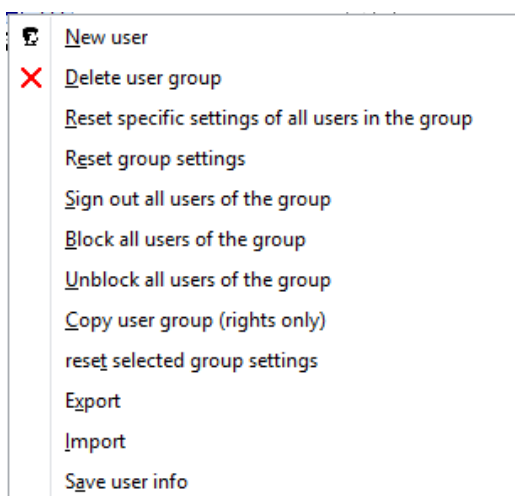 New user
Delete user group
Reset specific settings of all users in the group
Reset group settings
Sign out all users of the group
Block all users of the group
Unblock all users of the group
Copy user group (rights only)
reset selected group settings
Export
Import
Save user info